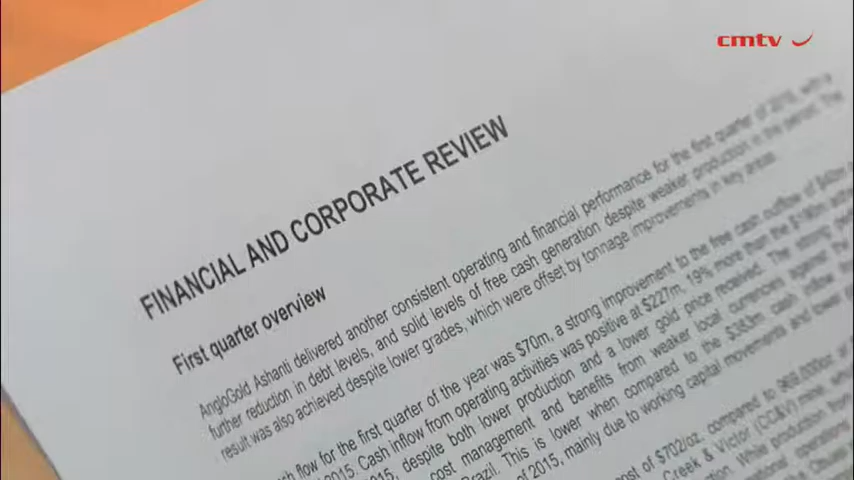 cmtv
FINANCIAL AND CORPORATE REVIEW
First quarter overview
AngloGold Ashanti delivered another consistent operating and financial performance for the first quarter of 2016, with a
further reduction in debt levels, and solid levels of free cash generation despite weaker production in the period. The
result was also achieved despite lower grades, which were offset by tonnage improvements in key areas.
flow for the first quarter of the year was $70m, a strong improvement to the free cash outflow of
2015. Cash inflow from operating activities was positive at $227m, 19% more than the
2015, despite both lower production and a lower gold price received. The strong
cost management and benefits from weaker local currencies against the
Brazil. This is lower when compared to the $383m cash inflow
of 2015, mainly due to working capital movements and lower
cost of $702/oz, compared to
Creek & Victor (CC&V) mine,
While production
operations